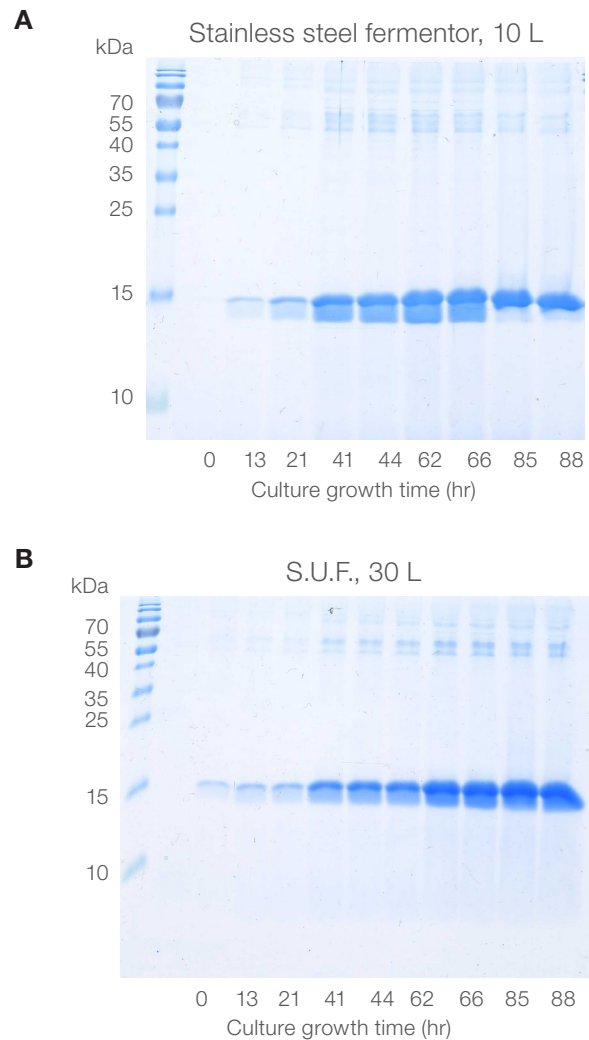 A
Stainless steel fermentor, 10 L
kDa
70
55
40
35
25
15
10
0 13 21 41 44 62 66 85 88
Culture growth time (hr)
B
S.U.F., 30 L
kDa
70
55
40
35
25
15
10
0 13 21 41 44 62 66 85 88
Culture growth time (hr)